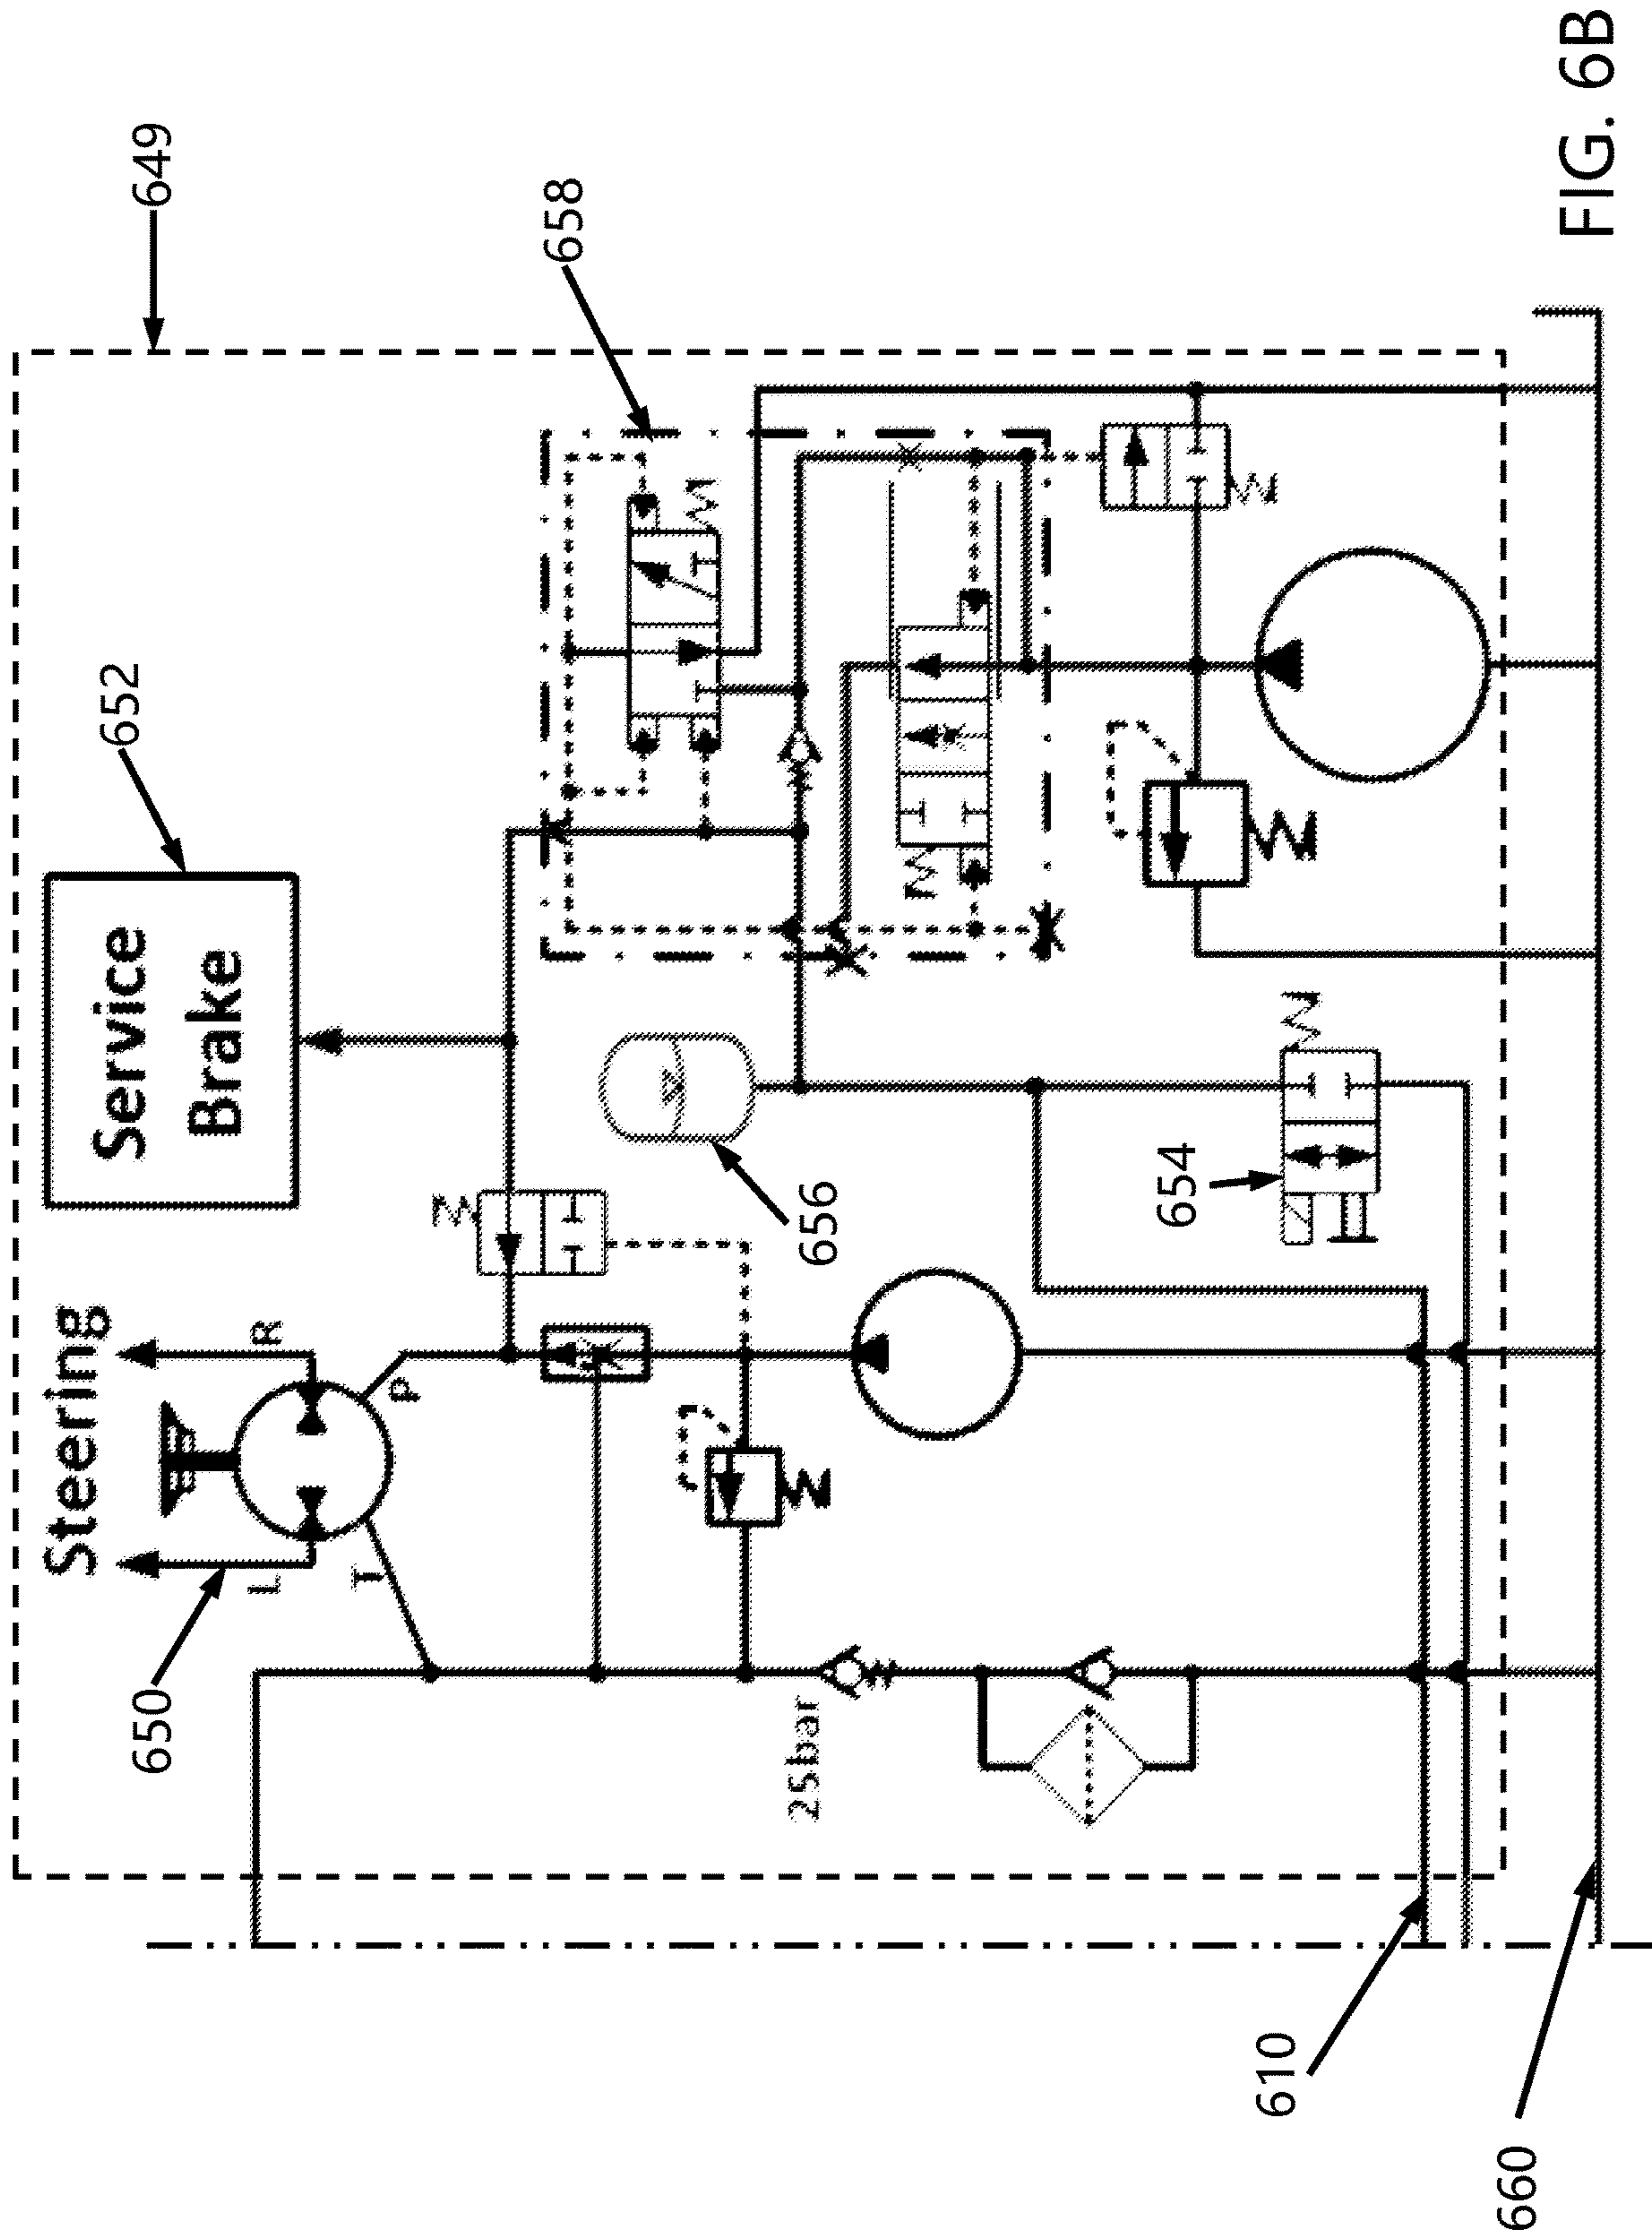 Steering
Service
Brake
649
658
652
650
L
R
T
P
656
654
25bar
610
660
FIG. 6B